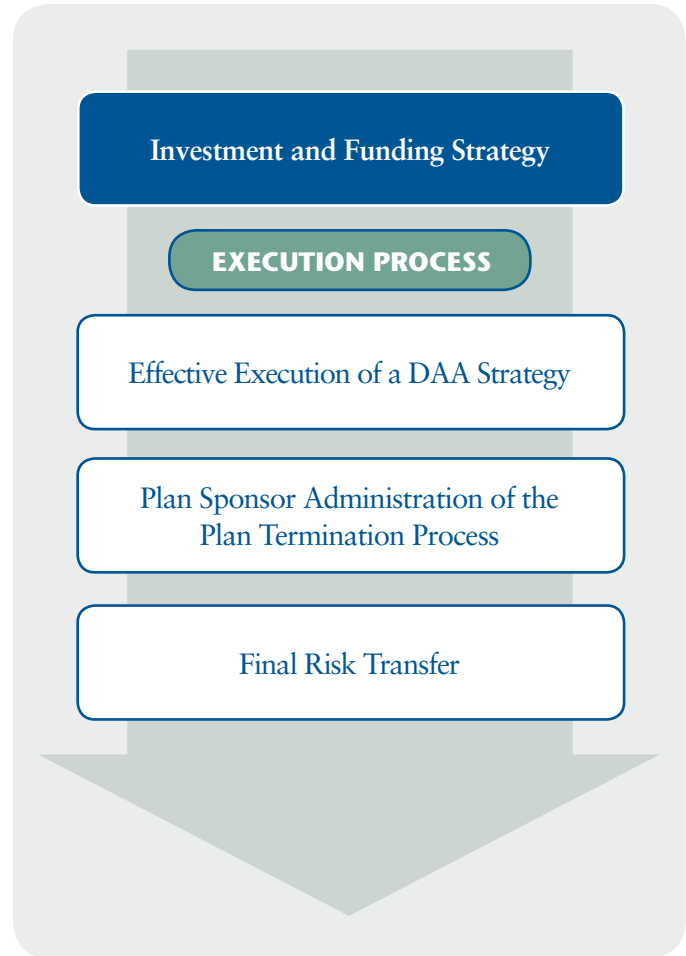 Investment and Funding Strategy
EXECUTION PROCESS
Effective Execution of a DAA Strategy
Plan Sponsor Administration of the
Plan Termination Process
Final Risk Transfer